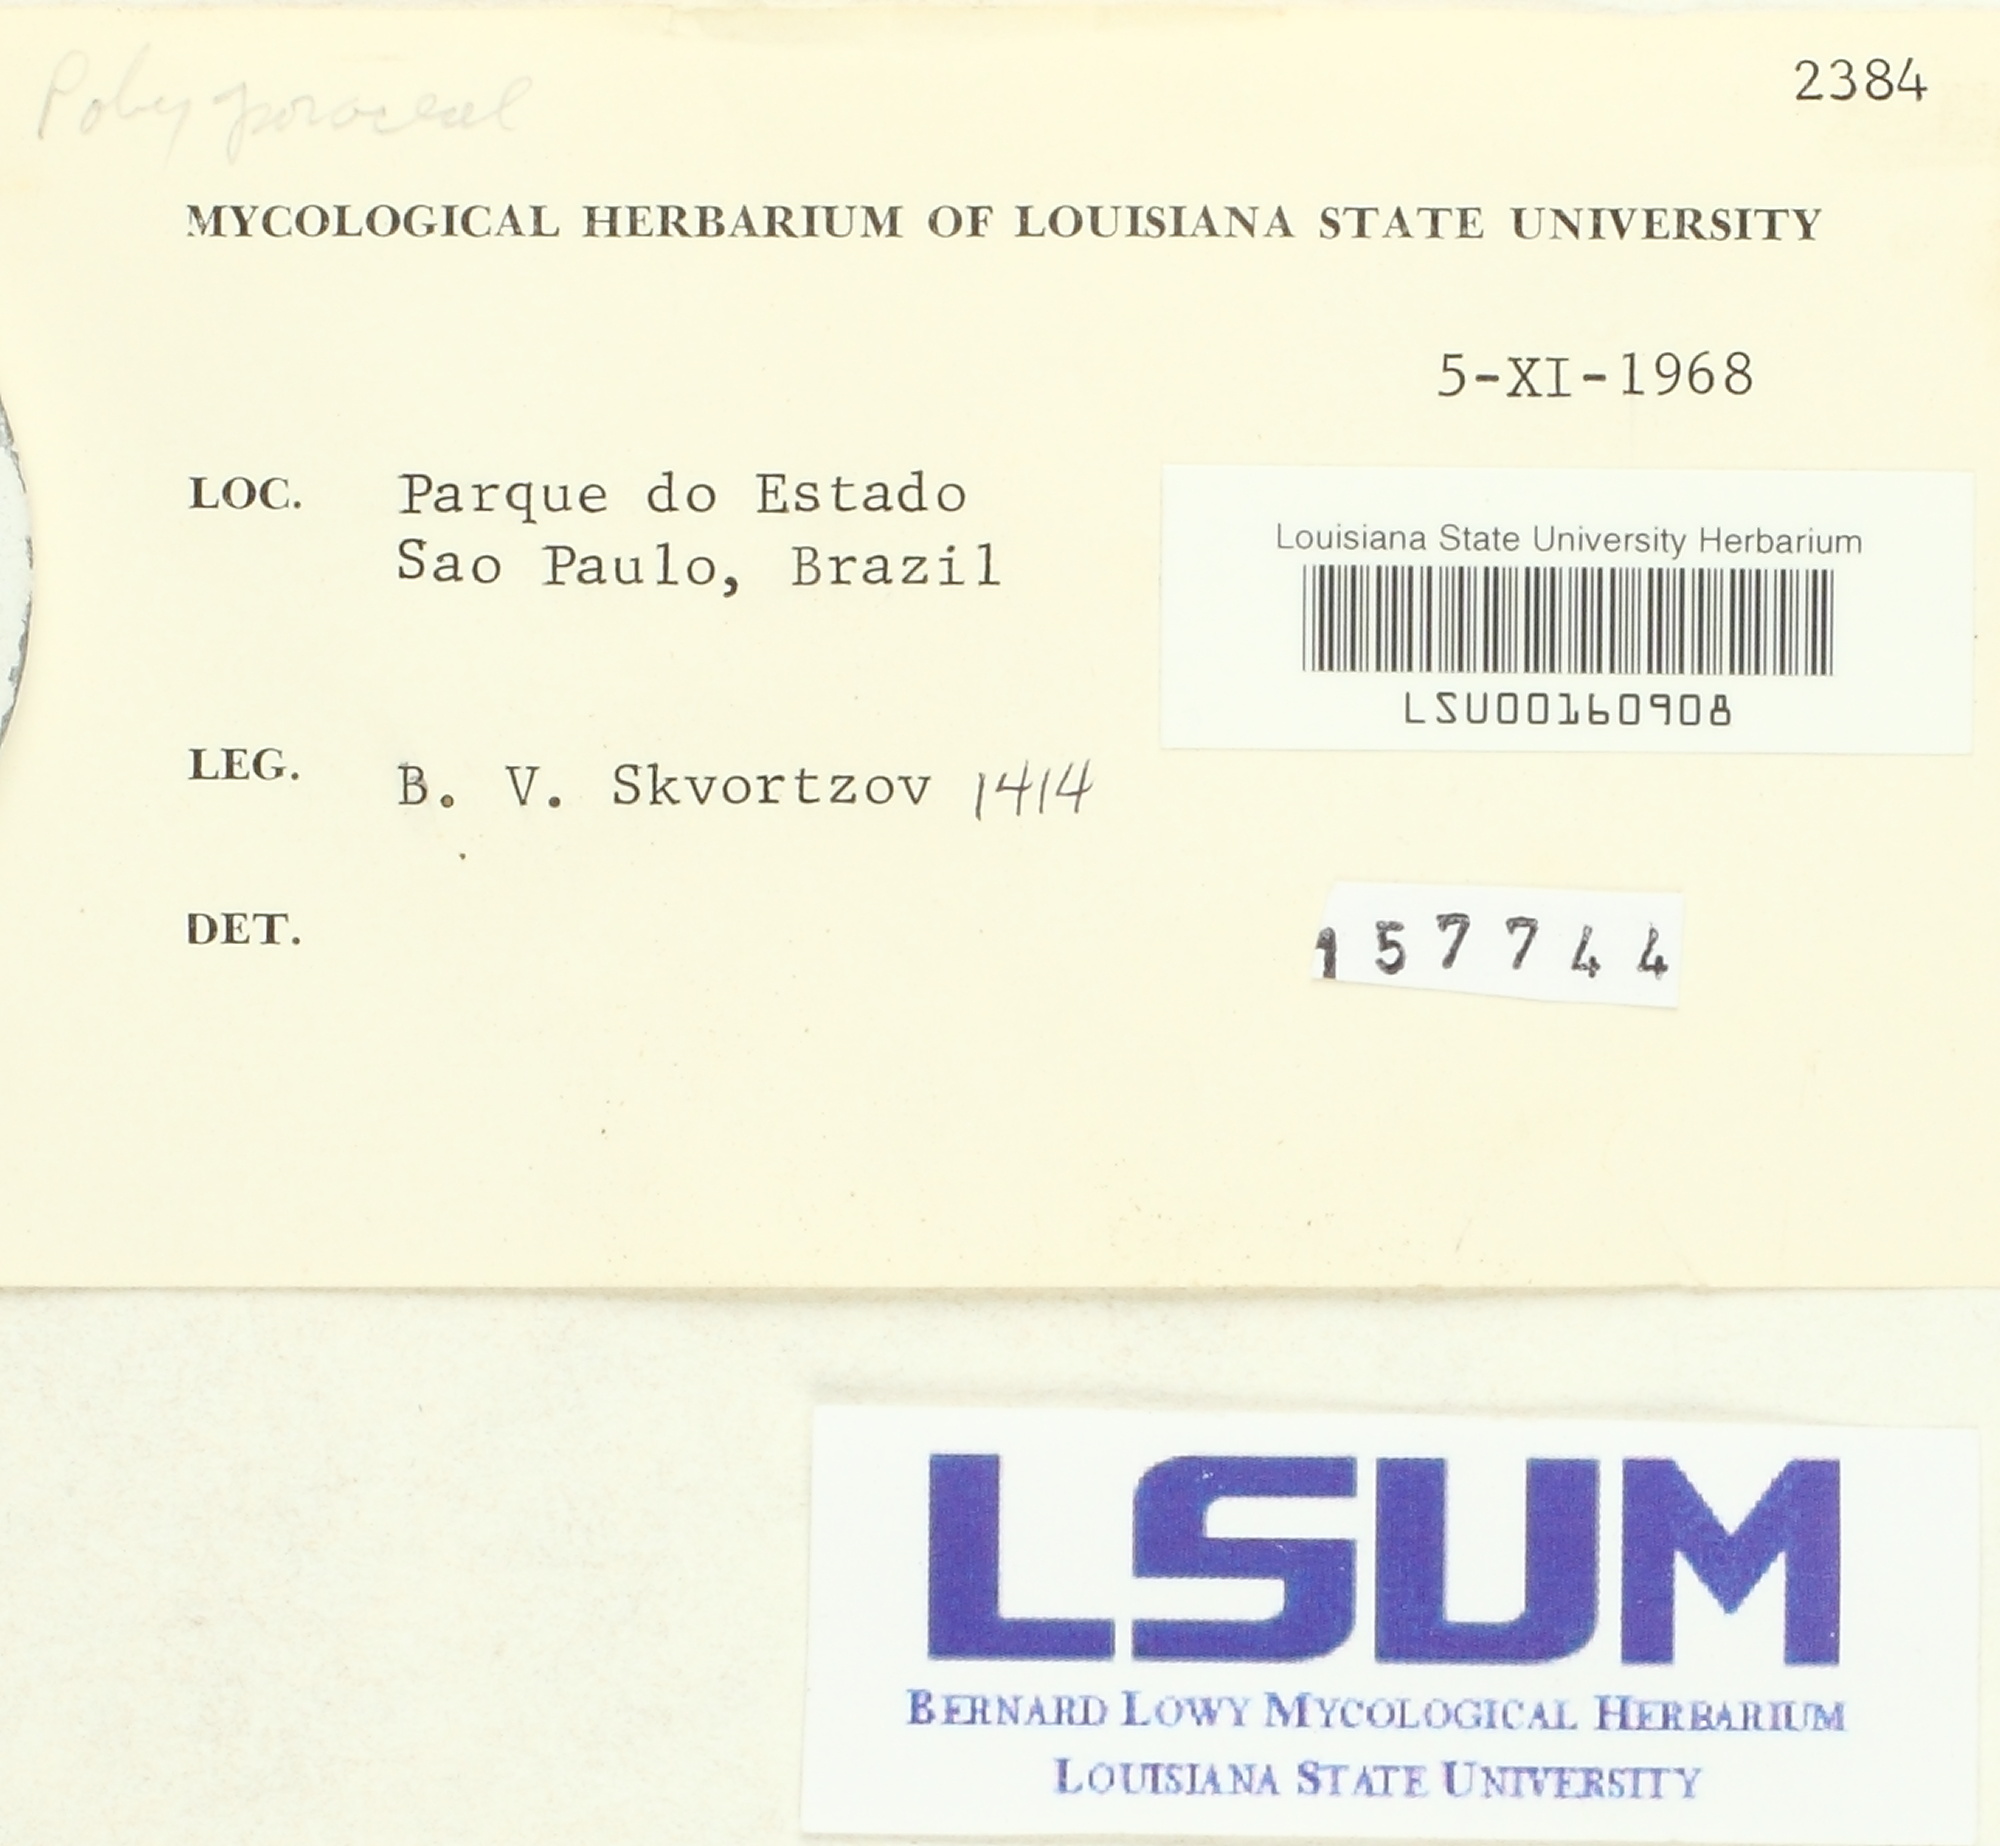 Polyporaceae
2384
MYCOLOGICAL HERBARIUM OF LOUISIANA STATE UNIVERSITY
5-XI-1968
LOC. Parque do Estado
Sao Paulo, Brazil
Louisiana State University Herbarium
LSU00160908
LEG. B. V. Skvortzov 1414
DET.
157744
LSUM
BERNARD LOWY MYCOLOGICAL HERBARIUM
LOUISIANA STATE UNIVERSITY